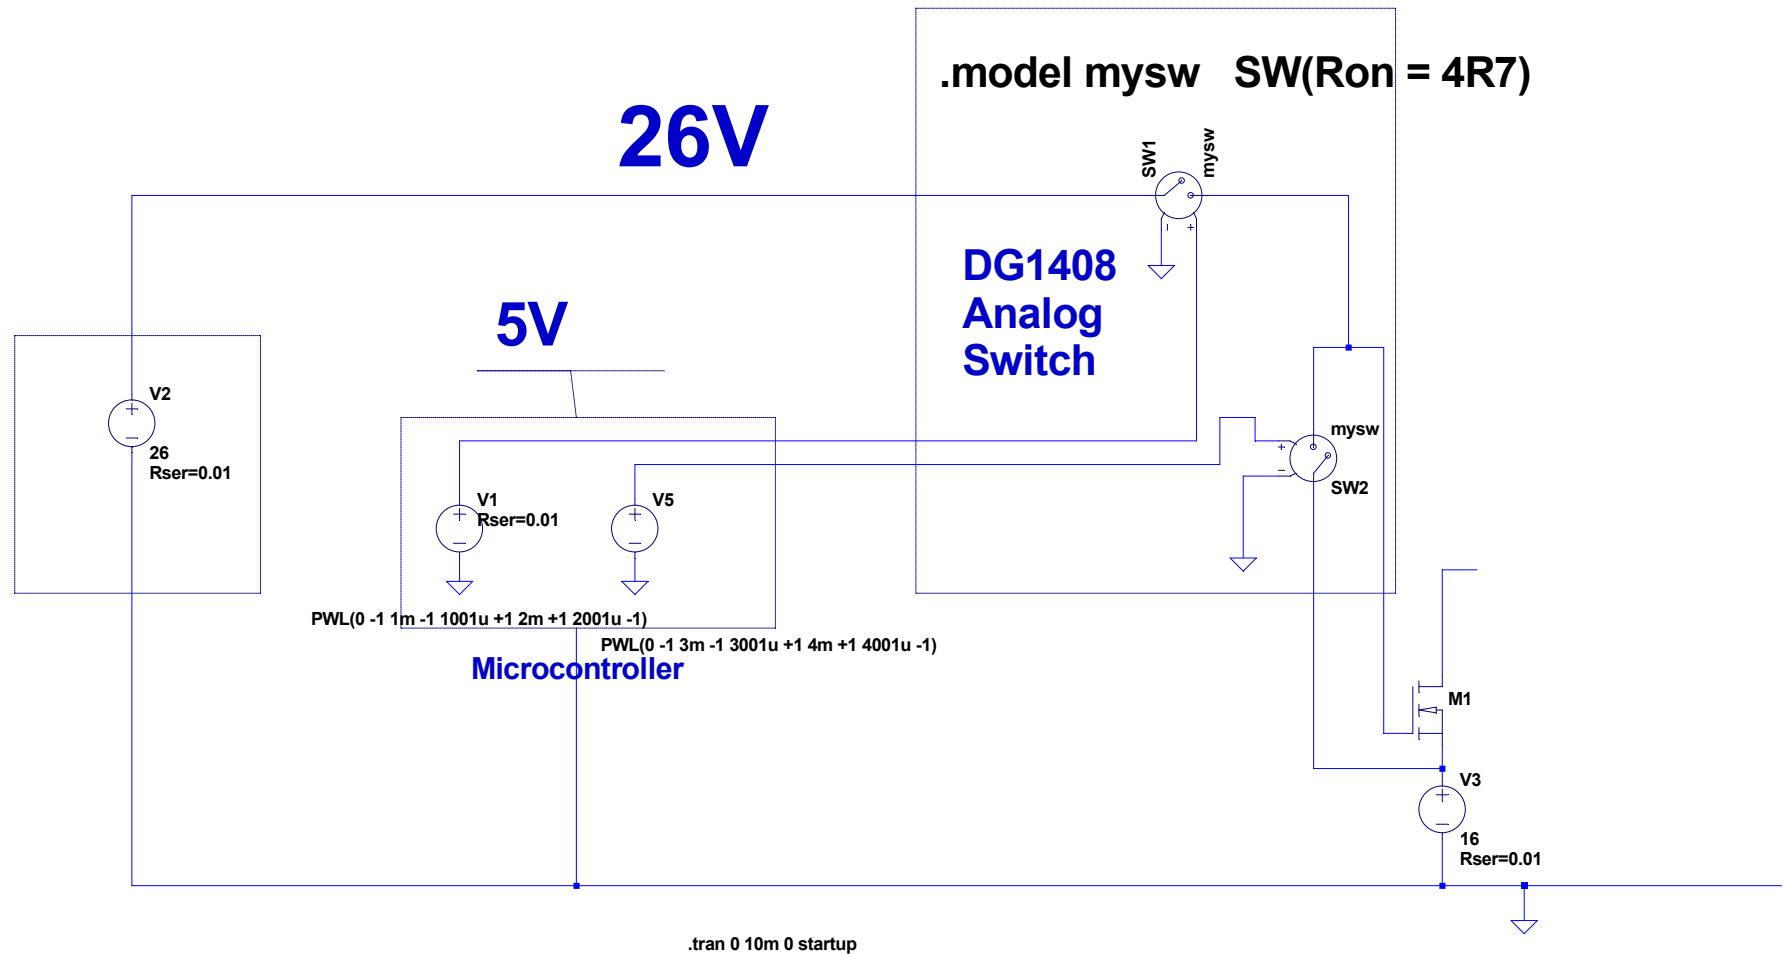 .model mysw SW(Ron = 4R7)
26V
SW1
mysw
DG1408
Analog
Switch
5V
V2
26
Rser=0.01
mysw
SW2
V1
Rser=0.01
V5
PWL(0 -1 1m -1 1001u +1 2m +1 2001u -1)
PWL(0 -1 3m -1 3001u +1 4m +1 4001u -1)
Microcontroller
M1
V3
16
Rser=0.01
.tran 0 10m 0 startup